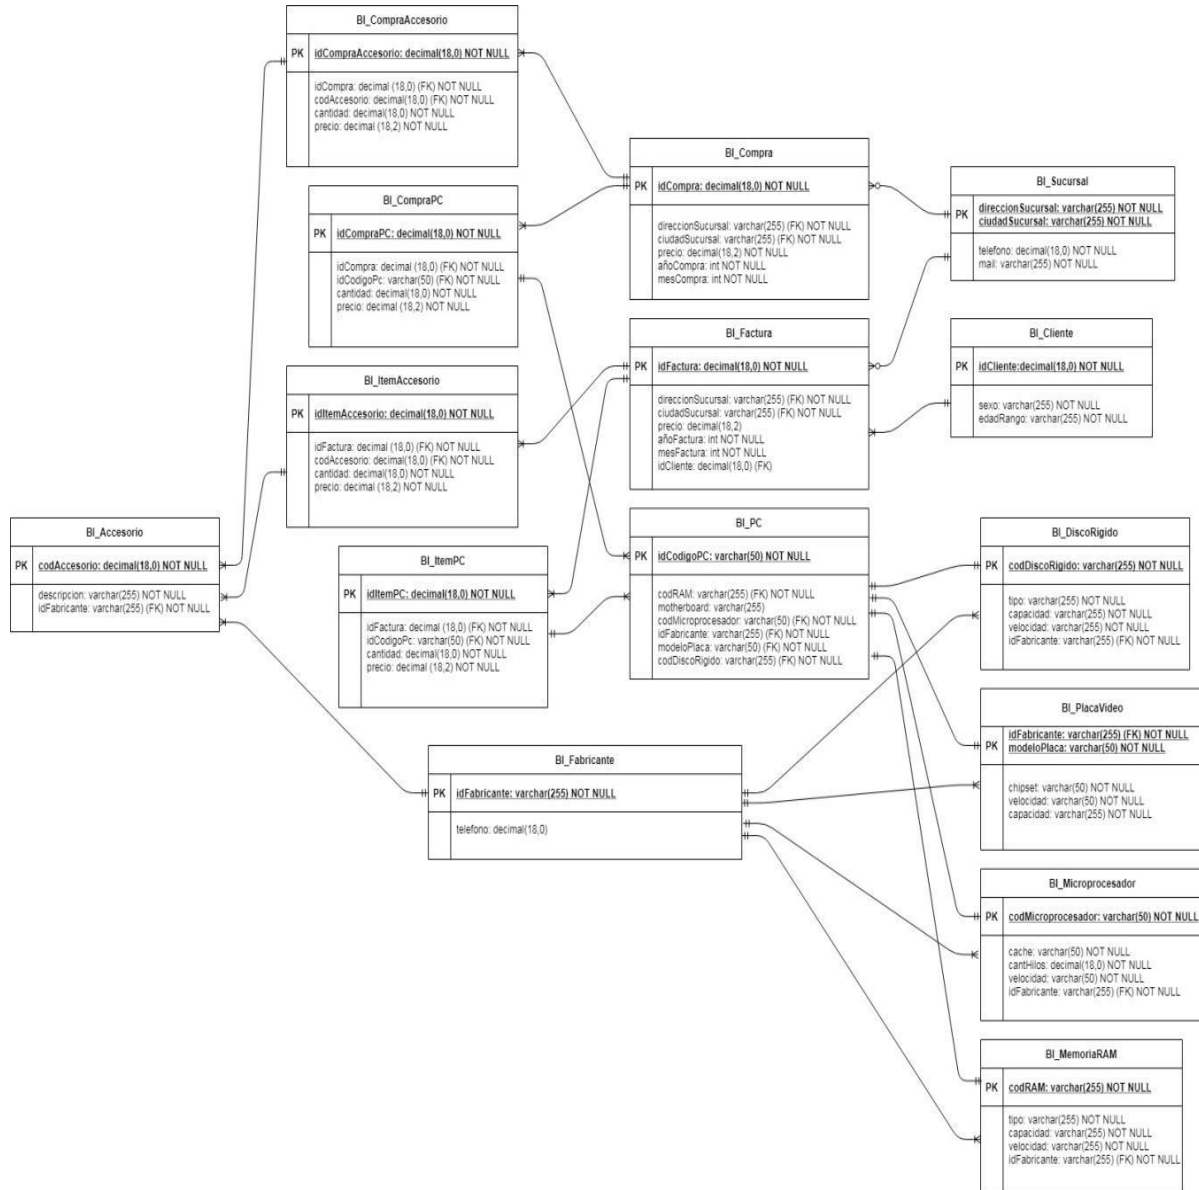 BI_CompraAccesorio
PK idCompraAccesorio: decimal(18,0) NOT NULL
idCompra: decimal (18,0) (FK) NOT NULL
codAccesorio: decimal(18,0) (FK) NOT NULL
cantidad: decimal(18,0) NOT NULL
precio: decimal (18,2) NOT NULL
BI_CompraPC
PK idCompraPC: decimal(18,0) NOT NULL
idCompra: decimal (18,0) (FK) NOT NULL
idCodigoPc: varchar(50) (FK) NOT NULL
cantidad: decimal(18,0) NOT NULL
precio: decimal (18,2) NOT NULL
BI_Compra
PK idCompra: decimal(18,0) NOT NULL
direccionSucursal: varchar(255) (FK) NOT NULL
ciudadSucursal: varchar(255) (FK) NOT NULL
precio: decimal(18,2) NOT NULL
añoCompra: int NOT NULL
mesCompra: int NOT NULL
BI_Sucursal
PK direccionSucursal: varchar(255) NOT NULL
ciudadSucursal: varchar(255) NOT NULL
telefono: decimal(18,0) NOT NULL
mail: varchar(255) NOT NULL
BI_ItemAccesorio
PK idItemAccesorio: decimal(18,0) NOT NULL
idFactura: decimal (18,0) (FK) NOT NULL
codAccesorio: decimal(18,0) (FK) NOT NULL
cantidad: decimal(18,0) NOT NULL
precio: decimal (18,2) NOT NULL
BI_Factura
PK idFactura: decimal(18,0) NOT NULL
direccionSucursal: varchar(255) (FK) NOT NULL
ciudadSucursal: varchar(255) (FK) NOT NULL
precio: decimal(18,2)
añoFactura: int NOT NULL
mesFactura: int NOT NULL
idCliente: decimal(18,0) (FK)
BI_Cliente
PK idCliente:decimal(18,0) NOT NULL
sexo: varchar(255) NOT NULL
edadRango: varchar(255) NOT NULL
BI_Accesorio
PK codAccesorio: decimal(18,0) NOT NULL
descripcion: varchar(255) NOT NULL
idFabricante: varchar(255) (FK) NOT NULL
BI_ItemPC
PK idItemPC: decimal(18,0) NOT NULL
idFactura: decimal (18,0) (FK) NOT NULL
idCodigoPc: varchar(50) (FK) NOT NULL
cantidad: decimal(18,0) NOT NULL
precio: decimal (18,2) NOT NULL
BI_PC
PK idCodigoPC: varchar(50) NOT NULL
codRAM: varchar(255) (FK) NOT NULL
motherboard: varchar(255)
codMicroprocesador: varchar(50) (FK) NOT NULL
idFabricante: varchar(255) (FK) NOT NULL
modeloPlaca: varchar(50) (FK) NOT NULL
codDiscoRigido: varchar(255) (FK) NOT NULL
BI_DiscoRigido
PK codDiscoRigido: varchar(255) NOT NULL
tipo: varchar(255) NOT NULL
capacidad: varchar(255) NOT NULL
velocidad: varchar(255) NOT NULL
idFabricante: varchar(255) (FK) NOT NULL
BI_PlacaVideo
PK idFabricante: varchar(255) (FK) NOT NULL
modeloPlaca: varchar(50) NOT NULL
chipset: varchar(50) NOT NULL
velocidad: varchar(50) NOT NULL
capacidad: varchar(255) NOT NULL
BI_Fabricante
PK idFabricante: varchar(255) NOT NULL
telefono: decimal(18,0)
BI_Microprocesador
PK codMicroprocesador: varchar(50) NOT NULL
cache: varchar(50) NOT NULL
cantHilos: decimal(18,0) NOT NULL
velocidad: varchar(50) NOT NULL
idFabricante: varchar(255) (FK) NOT NULL
BI_MemoriaRAM
PK codRAM: varchar(255) NOT NULL
tipo: varchar(255) NOT NULL
capacidad: varchar(255) NOT NULL
velocidad: varchar(255) NOT NULL
idFabricante: varchar(255) (FK) NOT NULL